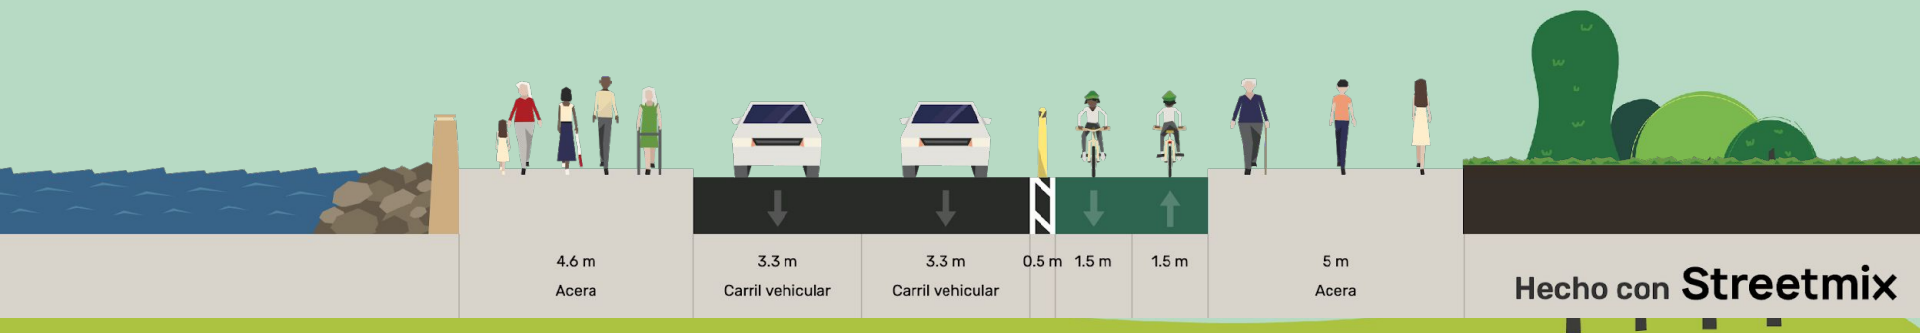 4.6 m
Acera
3.3 m
Carril vehicular
3.3 m
Carril vehicular
0.5 m
1.5 m
1.5 m
5 m
Acera
Hecho con Streetmix